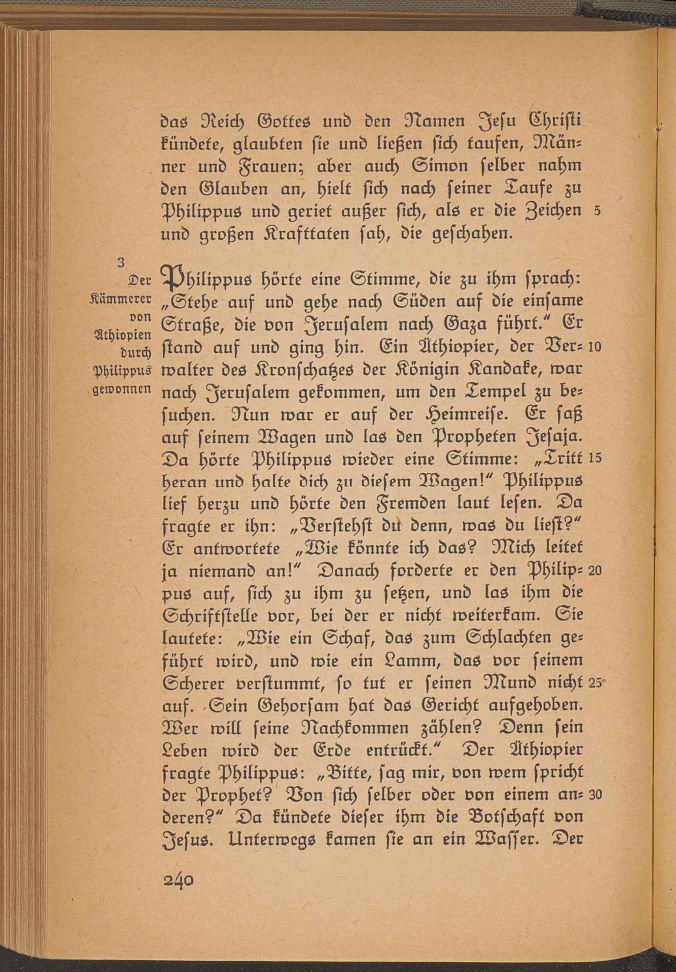 das Reich Gottes und den Namen Jesu Christi
kündete, glaubten sie und ließen sich taufen, Män-
ner und Frauen; aber auch Simon selber nahm
den Glauben an, hielt sich nach seiner Taufe zu
Philippus und geriet außer sich, als er die Zeichen 5
und großen Krafttaten sah, die geschahen.
3
Der
Kämmerer
von
Äthiopien
durch
Philippus
gewonnen
Philippus hörte eine Stimme, die zu ihm sprach:
„Stehe auf und gehe nach Süden auf die einsame
Straße, die von Jerusalem nach Gaza führt.“ Er
stand auf und ging hin. Ein Äthiopier, der Ver- 10
walter des Kronschatzes der Königin Kandake, war
nach Jerusalem gekommen, um den Tempel zu be-
suchen. Nun war er auf der Heimreise. Er saß
auf seinem Wagen und las den Propheten Jesaja.
Da hörte Philippus wieder eine Stimme: „Tritt 15
heran und halte dich zu diesem Wagen!“ Philippus
lief herzu und hörte den Fremden laut lesen. Da
fragte er ihn: „Verstehst du denn, was du liest?“
Er antwortete „Wie könnte ich das? Mich leitet
ja niemand an!“ Danach forderte er den Philip- 20
pus auf, sich zu ihm zu setzen, und las ihm die
Schriftstelle vor, bei der er nicht weiterkam. Sie
lautete: „Wie ein Schaf, das zum Schlachten ge-
führt wird, und wie ein Lamm, das vor seinem
Scherer verstummt, so tut er seinen Mund nicht 25
auf. Sein Gehorsam hat das Gericht aufgehoben.
Wer will seine Nachkommen zählen? Denn sein
Leben wird der Erde entrückt.“ Der Äthiopier
fragte Philippus: „Bitte, sag mir, von wem spricht
der Prophet? Von sich selber oder von einem an- 30
deren?“ Da kündete dieser ihm die Botschaft von
Jesus. Unterwegs kamen sie an ein Wasser. Der
240